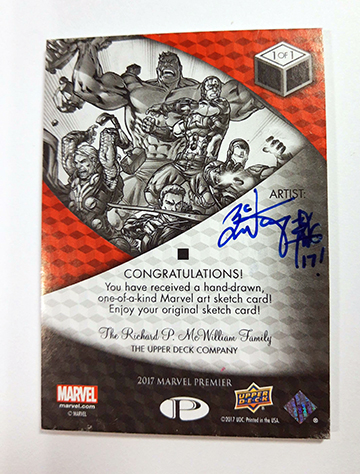 1 OF 1
ARTIST:
CONGRATULATIONS!
You have received a hand-drawn,
one-of-a-kind Marvel art sketch card!
Enjoy your original sketch card!
The Richard P. McWilliam Family
THE UPPER DECK COMPANY
2017 MARVEL PREMIER
P
MARVEL
marvel.com
© MARVEL
UPPER DECK
©2017 UDC. Printed in the USA.
®